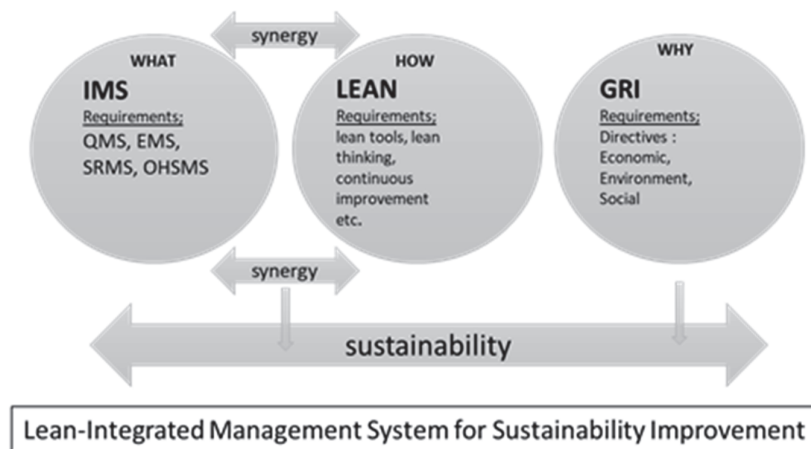 synergy
WHAT
IMS
Requirements;
QMS, EMS,
SRMS, OHSMS
HOW
LEAN
Requirements;
lean tools, lean
thinking,
continuous
improvement
etc.
WHY
GRI
Requirements;
Directives :
Economic,
Environment,
Social
synergy
sustainability
Lean-Integrated Management System for Sustainability Improvement